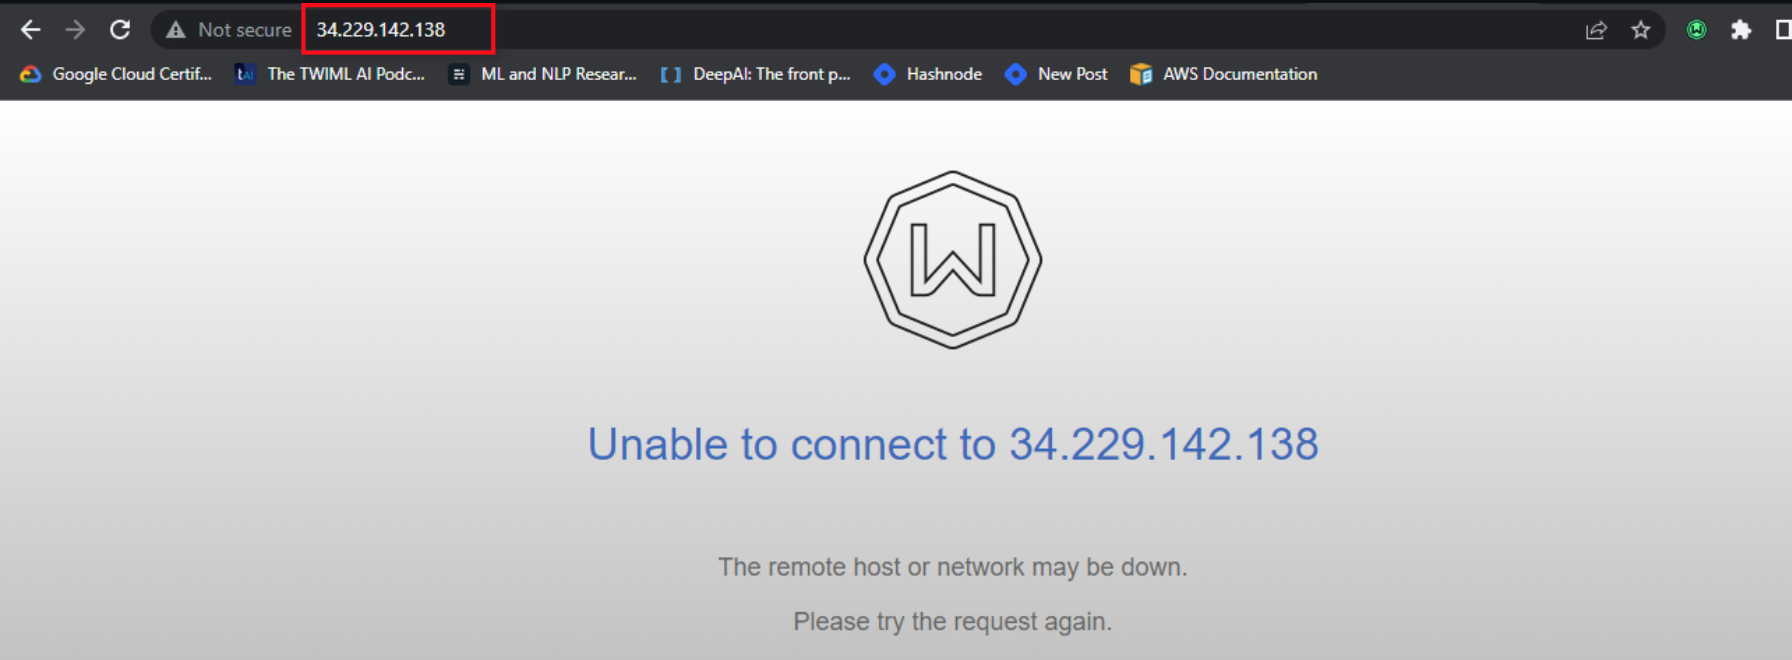 Not secure 34.229.142.138
Google Cloud Certif... The TWIML AI Podc... ML and NLP Resear... DeepAI: The front p... Hashnode New Post AWS Documentation
W
Unable to connect to 34.229.142.138
The remote host or network may be down.
Please try the request again.